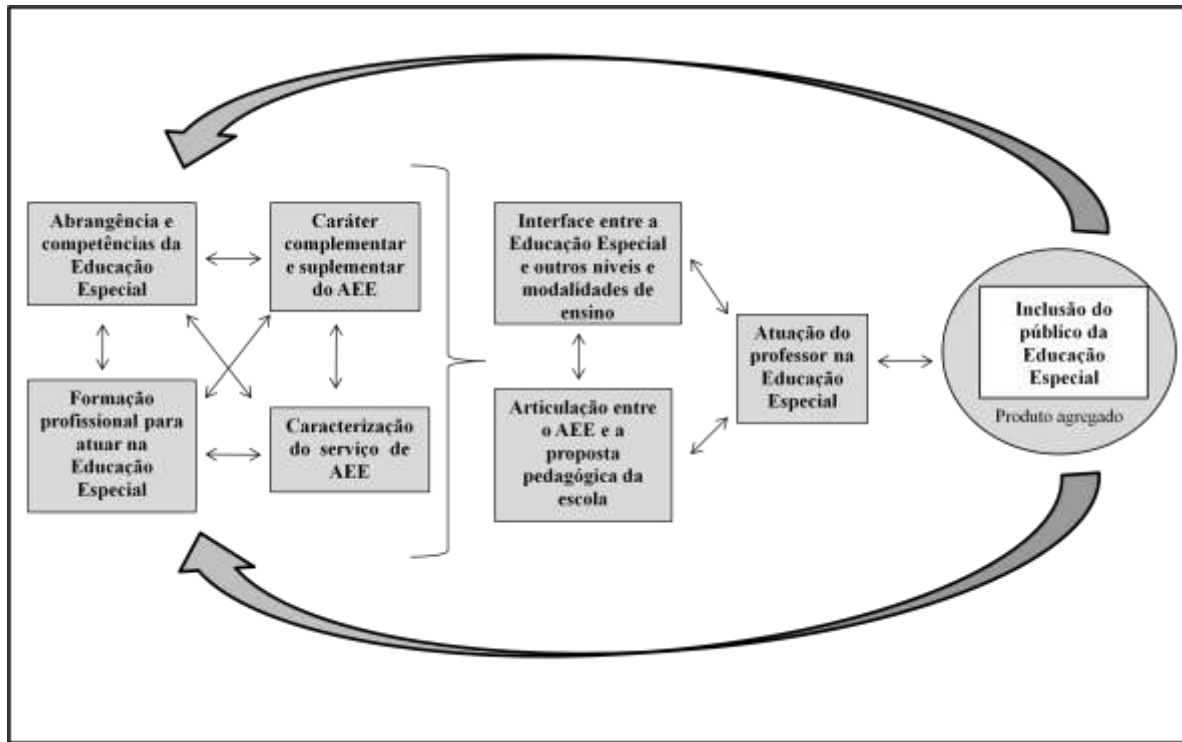 Abrangência e
competências da
Educação
Especial
Caráter
complementar
e suplementar
do AEE
Formação
profissional para
atuar na
Educação
Especial
Caracterização
do serviço de
AEE
Interface entre a
Educação Especial
e outros níveis e
modalidades de
ensino
Articulação entre
o AEE e a
proposta
pedagógica da
escola
Atuação do
professor na
Educação
Especial
Inclusão do
público da
Educação
Especial
Produto agregado